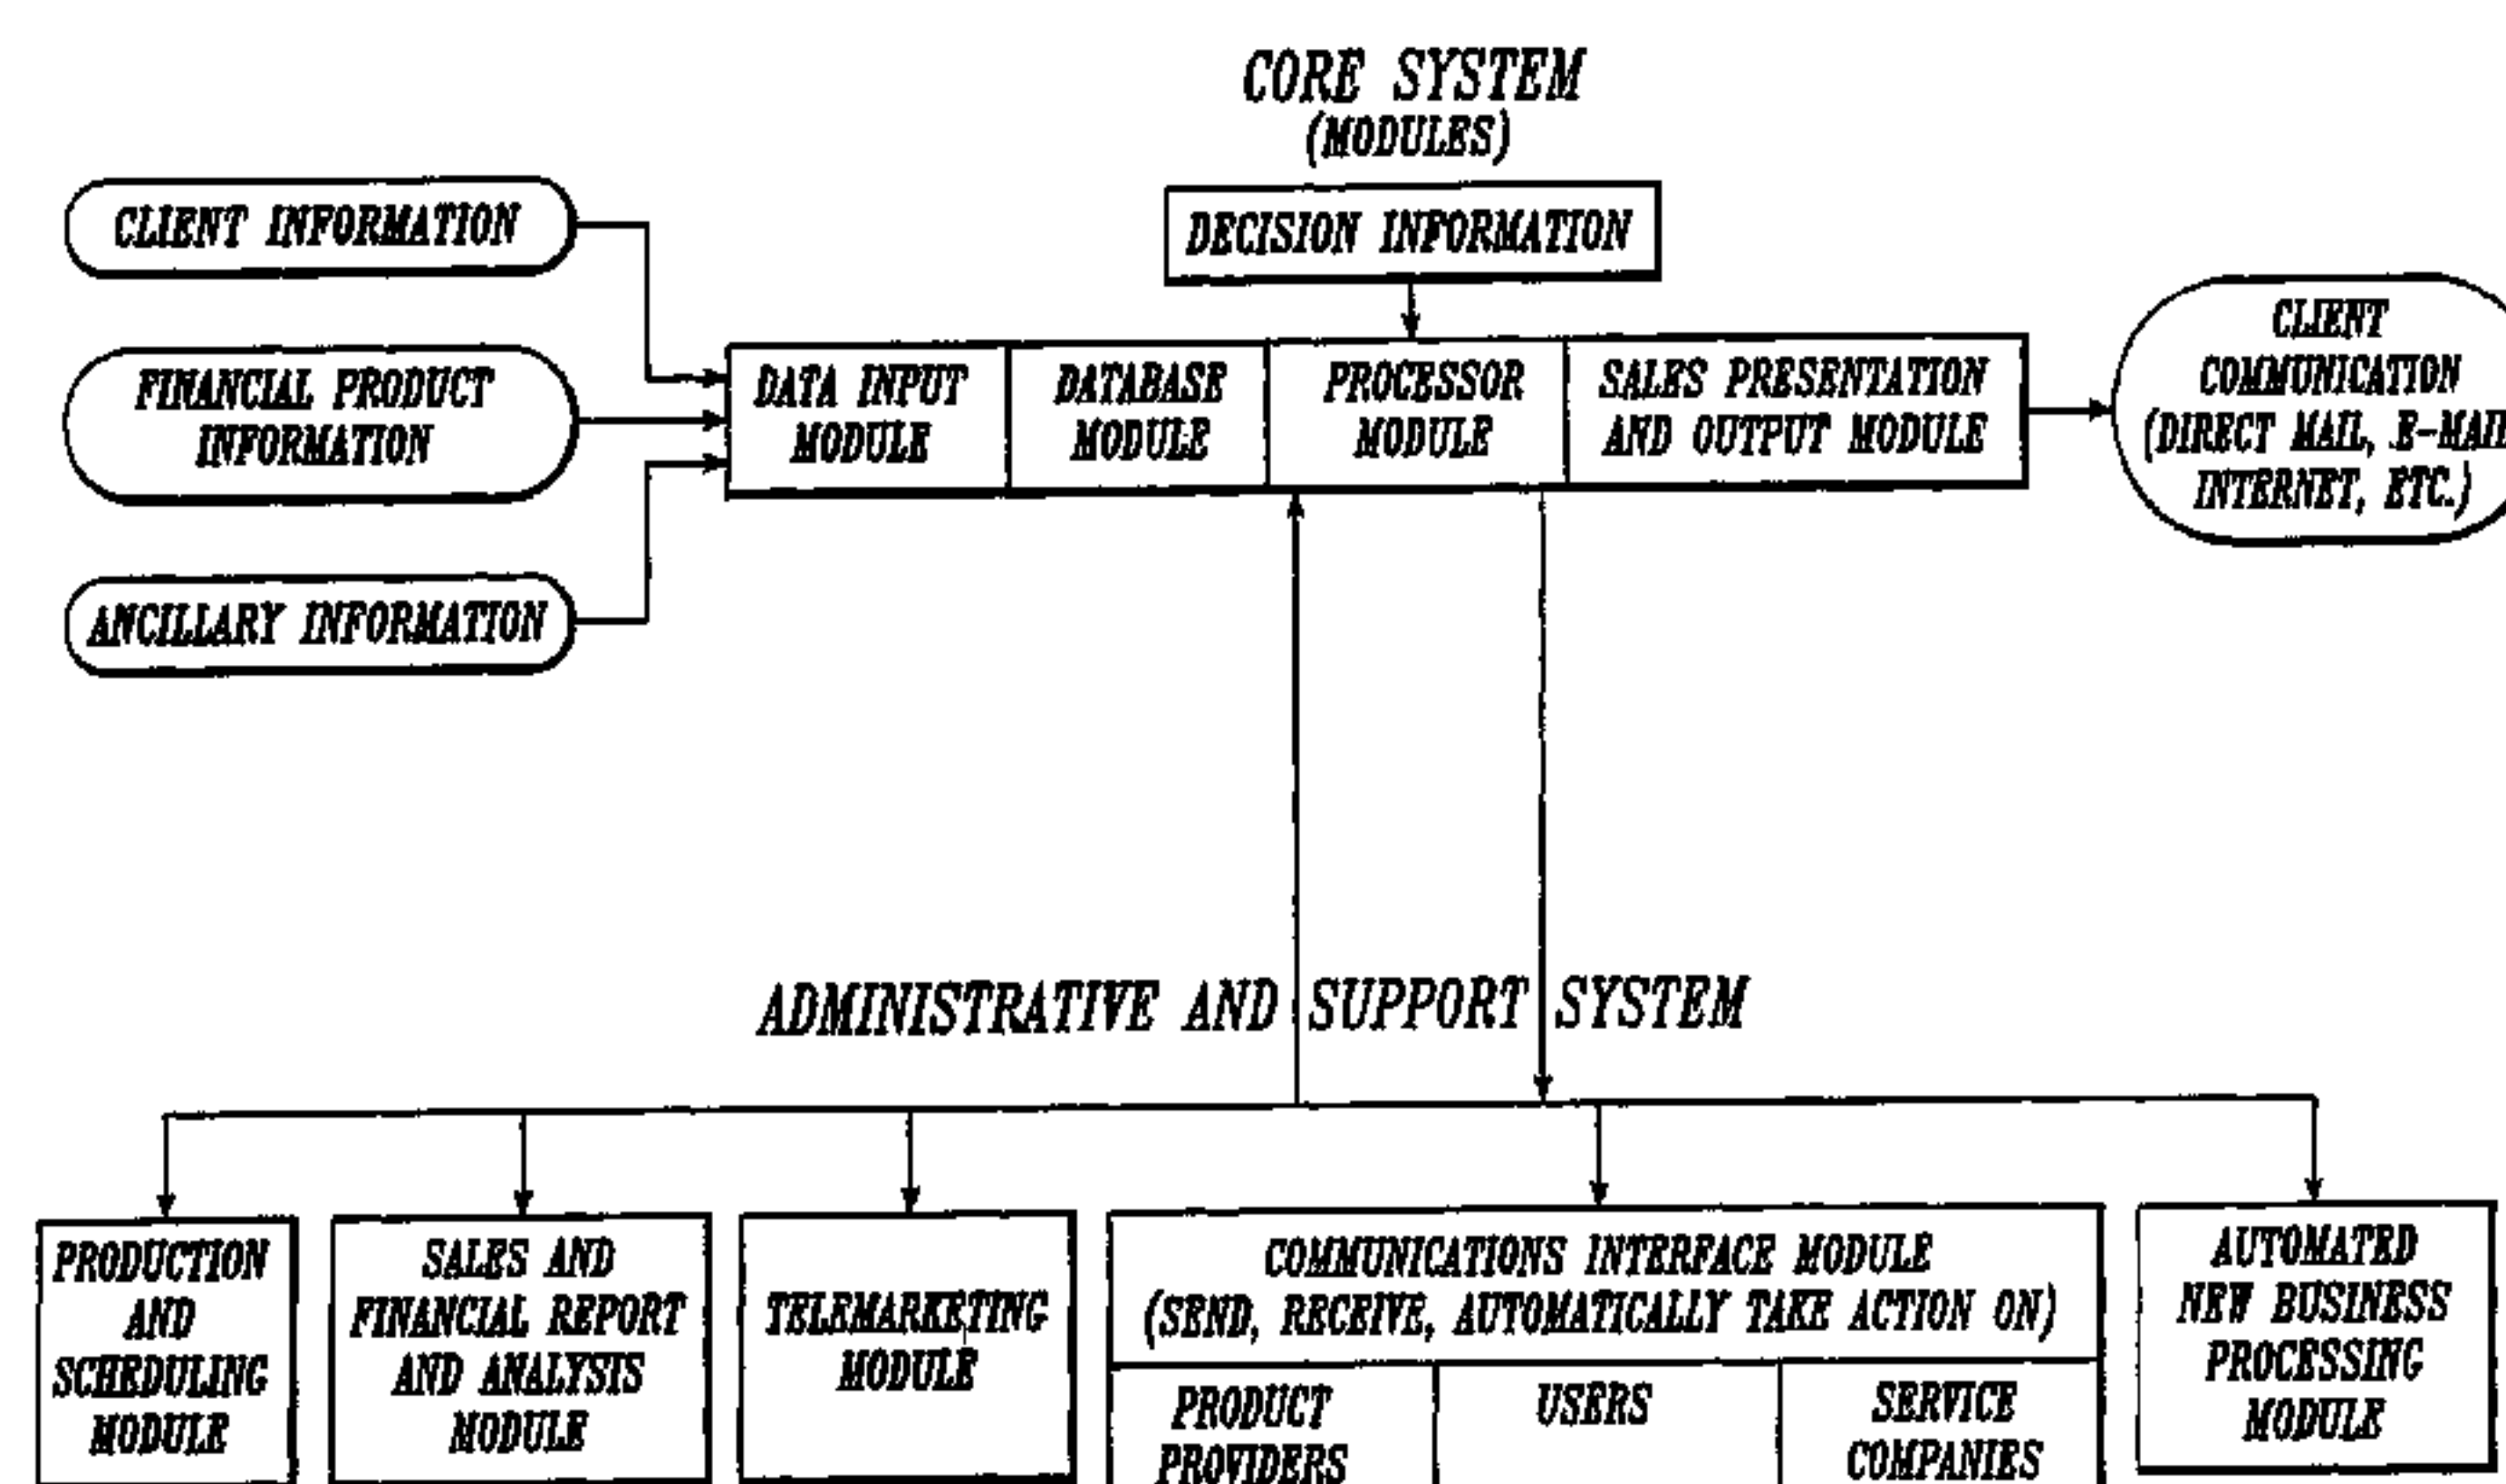 CORE SYSTEM
(MODULES)
CLIENT INFORMATION
DECISION INFORMATION
FINANCIAL PRODUCT
INFORMATION
ANCILLARY INFORMATION
DATA INPUT
MODULE
DATABASE
MODULE
PROCESSOR
MODULE
SALES PRESENTATION
AND OUTPUT MODULE
CLIENT
COMMUNICATION
(DIRECT MAIL, E-MAIL
INTERNET, ETC.)
ADMINISTRATIVE AND SUPPORT SYSTEM
PRODUCTION
AND
SCHEDULING
MODULE
SALES AND
FINANCIAL REPORT
AND ANALYSIS
MODULE
TELEMARKETING
MODULE
COMMUNICATIONS INTERFACE MODULE
(SEND, RECEIVE, AUTOMATICALLY TAKE ACTION ON)
PRODUCT
PROVIDERS
USERS
SERVICE
COMPANIES
AUTOMATED
NEW BUSINESS
PROCESSING
MODULE